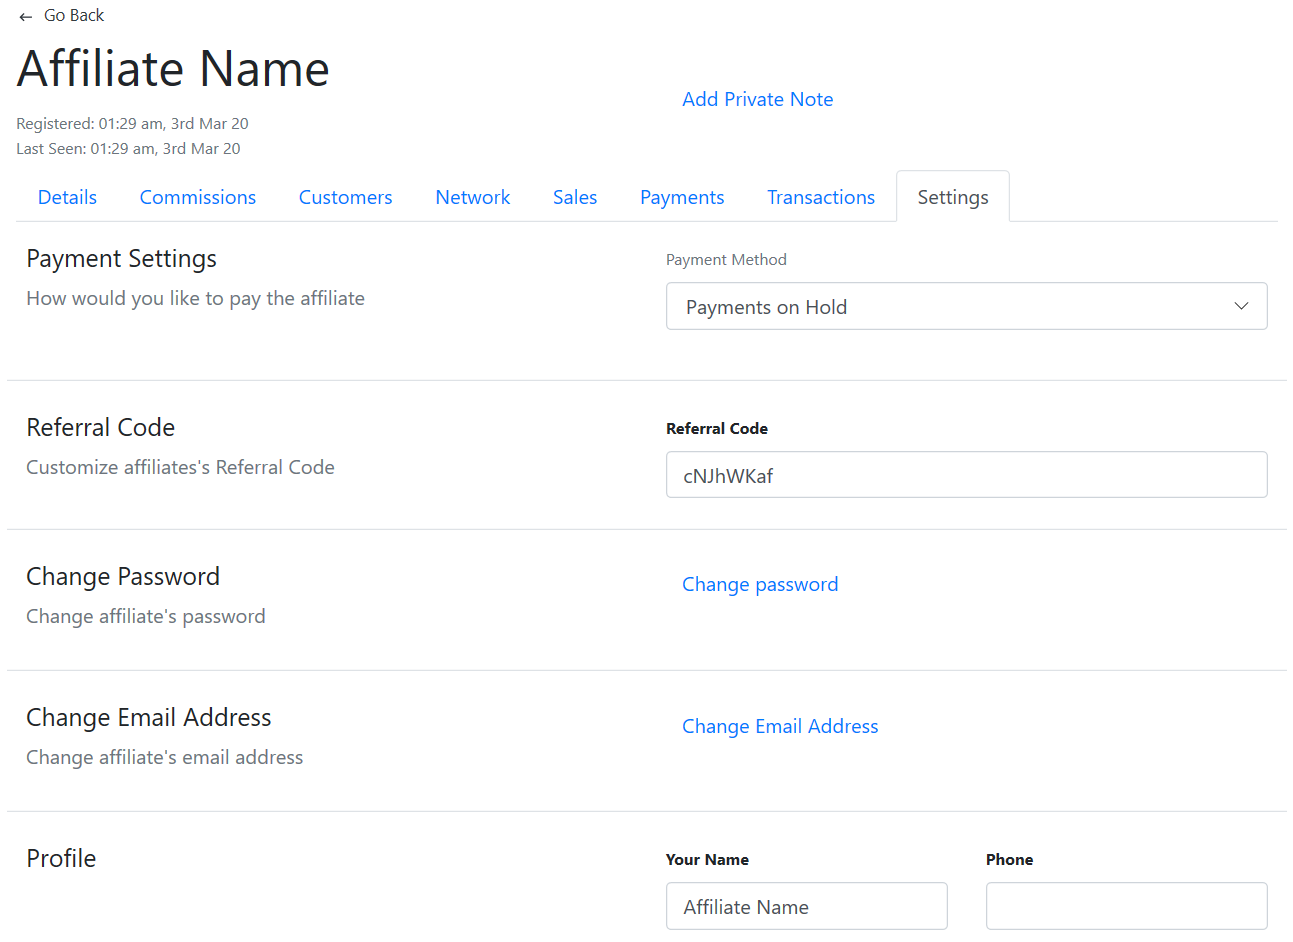 ← Go Back
Affiliate Name
Add Private Note
Registered: 01:29 am, 3rd Mar 20
Last Seen: 01:29 am, 3rd Mar 20
Details Commissions Customers Network Sales Payments Transactions Settings
Payment Settings
How would you like to pay the affiliate
Payment Method
Payments on Hold
Referral Code
Customize affiliates's Referral Code
Referral Code
cNJhWKaf
Change Password
Change affiliate's password
Change password
Change Email Address
Change affiliate's email address
Change Email Address
Profile
Your Name
Affiliate Name
Phone